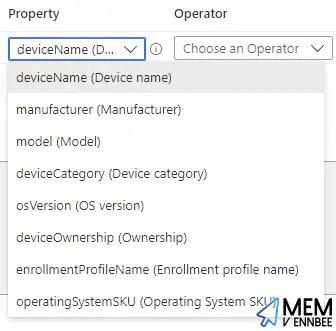 Property Operator
deviceName (D... Choose an Operator
deviceName (Device name)
manufacturer (Manufacturer)
model (Model)
deviceCategory (Device category)
osVersion (OS version)
deviceOwnership (Ownership)
enrollmentProfileName (Enrollment profile name)
operatingSystemSKU (Operating System SKU)
MEM
VENNBEE